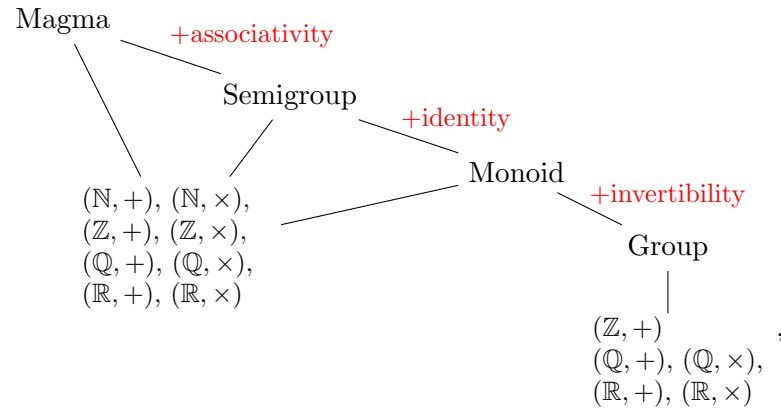 Magma
+associativity
Semigroup
+identity
Monoid
+invertibility
Group
(ℕ, +), (ℕ, ×),
(ℤ, +), (ℤ, ×),
(ℚ, +), (ℚ, ×),
(ℝ, +), (ℝ, ×)
(ℤ, +) ,
(ℚ, +), (ℚ, ×),
(ℝ, +), (ℝ, ×)